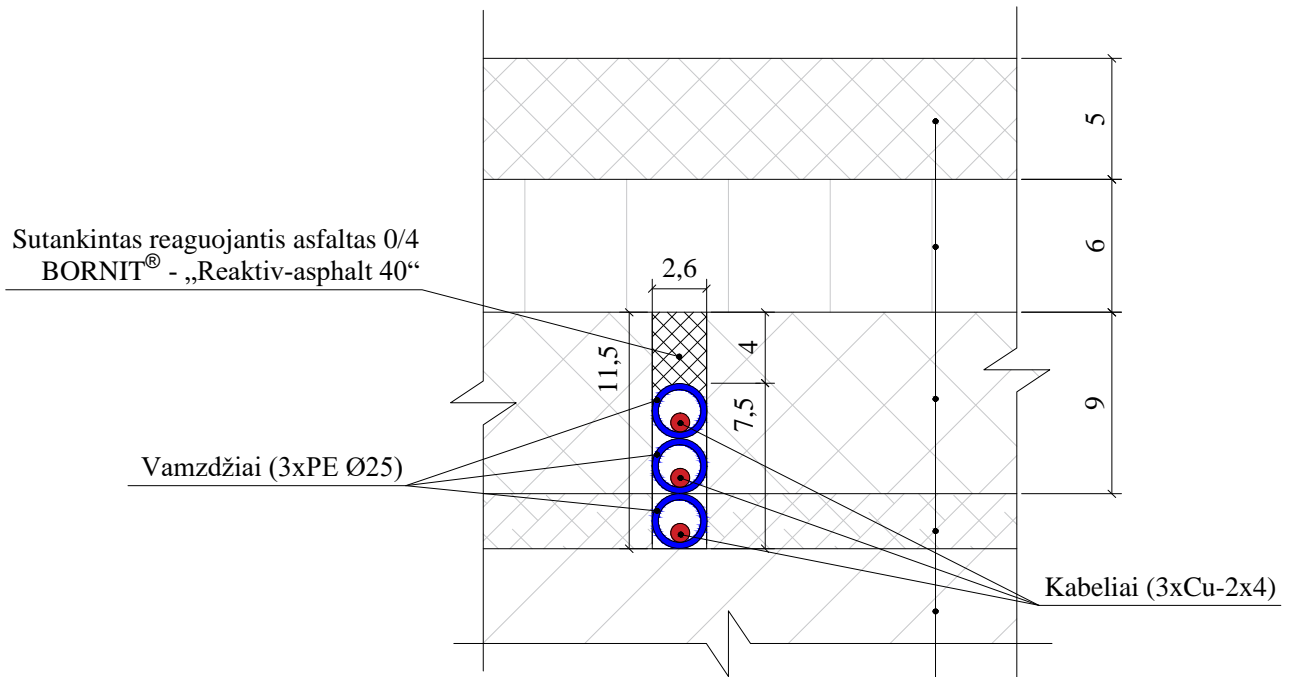 5
Sutankintas reaguojantis asfaltas 0/4
BORNIT® - „Reaktiv-asphalt 40“
2,6
6
11,5
4
7,5
9
Vamzdžiai (3xPE Ø25)
Kabeliai (3xCu-2x4)